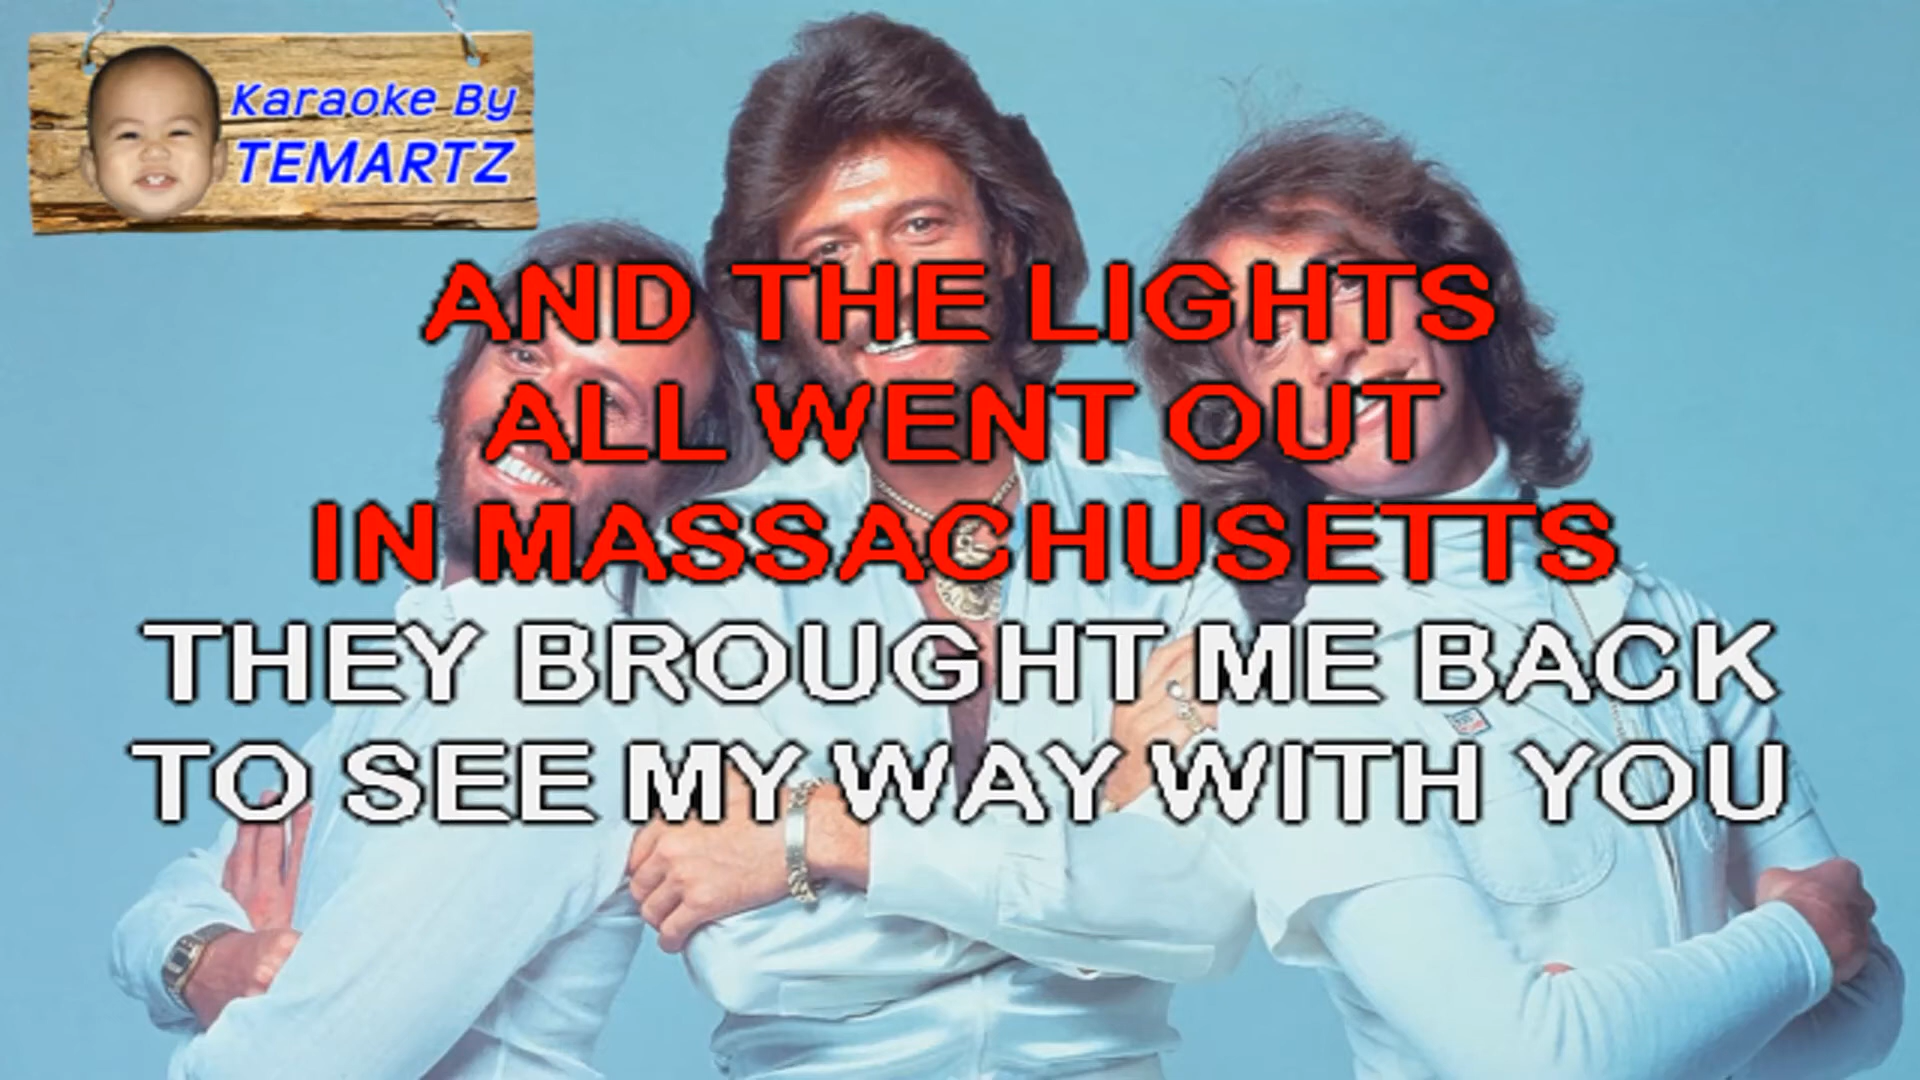 Karaoke By
TEMARTZ
AND THE LIGHTS
ALL WENT OUT
IN MASSACHUSETTS
THEY BROUGHT ME BACK
TO SEE MY WAY WITH YOU